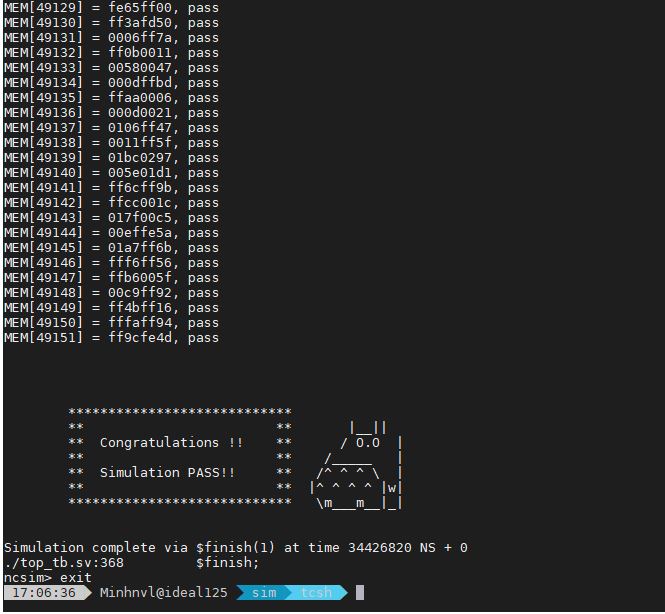 MEM[49129] = fe65ff00, pass
MEM[49130] = ff3afd50, pass
MEM[49131] = 0006ff7a, pass
MEM[49132] = ff0b0011, pass
MEM[49133] = 00580047, pass
MEM[49134] = 000dffbd, pass
MEM[49135] = ffaa0006, pass
MEM[49136] = 000d0021, pass
MEM[49137] = 0106ff47, pass
MEM[49138] = 0011ff5f, pass
MEM[49139] = 01bc0297, pass
MEM[49140] = 005e01d1, pass
MEM[49141] = ff6cff9b, pass
MEM[49142] = ffcc001c, pass
MEM[49143] = 017f00c5, pass
MEM[49144] = 00effe5a, pass
MEM[49145] = 01a7ff6b, pass
MEM[49146] = fff6ff56, pass
MEM[49147] = ffb6005f, pass
MEM[49148] = 00c9ff92, pass
MEM[49149] = ff4bff16, pass
MEM[49150] = fffaff94, pass
MEM[49151] = ff9cfe4d, pass
****************************
**                        **       |__||
**  Congratulations !!    **      / O.O  |
**                        **    /_____   |
**  Simulation PASS!!     **   /^ ^ ^ \  |
**                        **  |^ ^ ^ ^ |w|
****************************   \m___m__|_|
Simulation complete via $finish(1) at time 34426820 NS + 0
./top_tb.sv:368         $finish;
ncsim> exit
17:06:36 Minhnvl@ideal125 sim tcsh